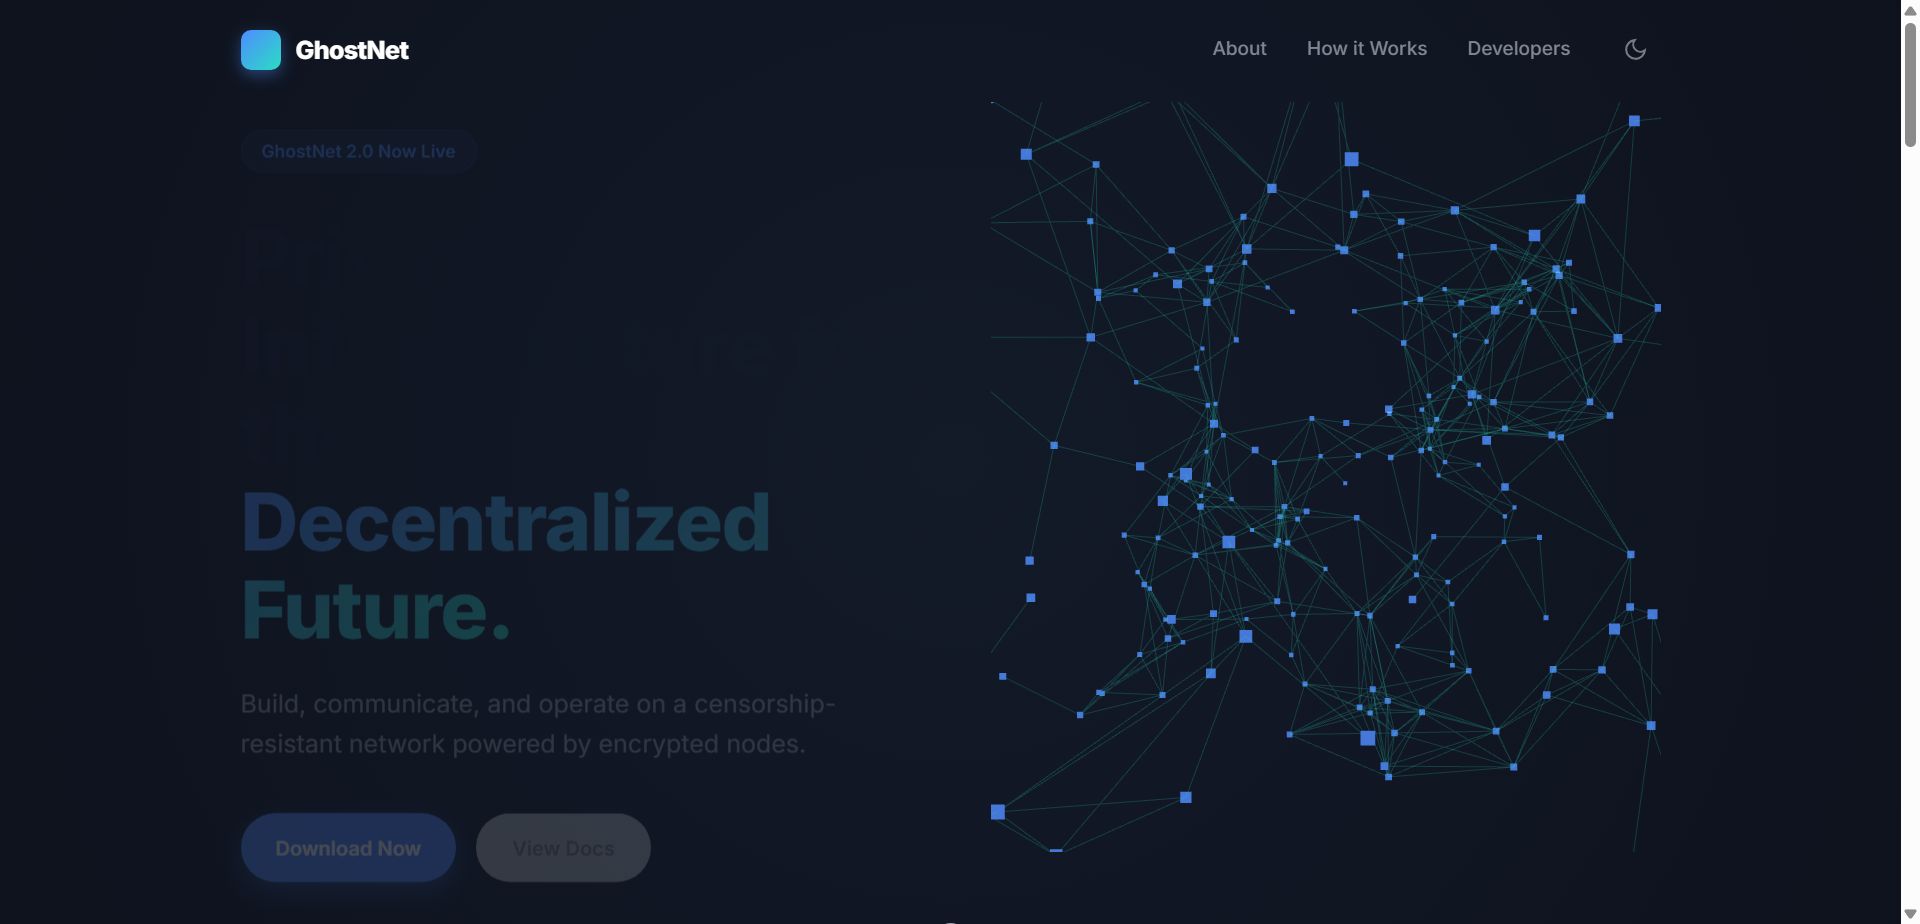 GhostNet
About
How it Works
Developers
GhostNet 2.0 Now Live
Decentralized
Future.
Build, communicate, and operate on a censorship-
resistant network powered by encrypted nodes.
Download Now
View Docs